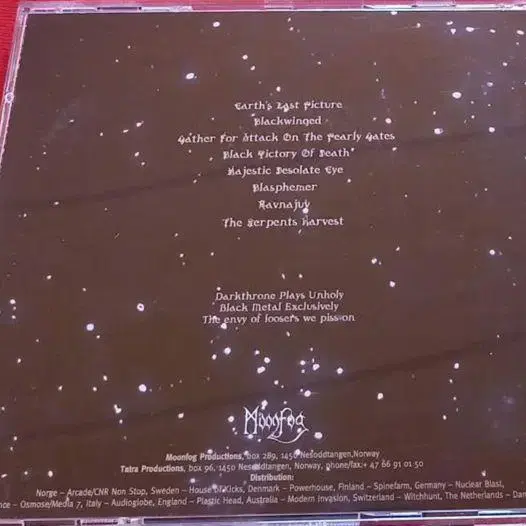 Earth's Last Picture
Blackwinged
Gather For Attack On The Pearly Gates
Black Victory Of Death
Majestic Desolate Eye
Blasphemer
Ravnajuv
The Serpents Harvest
Darkthrone Plays Unholy
Black Metal Exclusively
The envy of loosers we piss on
Moonfog
Moonfog Productions, box 289, 1450 Nesoddtangen, Norway
Tatra Productions, box 96, 1450 Nesoddtangen, Norway, phone/fax:+ 47 66 91 01 50
Distribution:
Norge – Arcade/CNR Non Stop, Sweden – House of Kicks, Denmark – Powerhouse, Finland – Spinefarm, Germany – Nuclear Blast,
nce – Osmose/Media 7, Italy – Audioglobe, England – Plastic Head, Australia – Modern Invasion, Switzerland – Witchhunt, The Netherlands – Dan